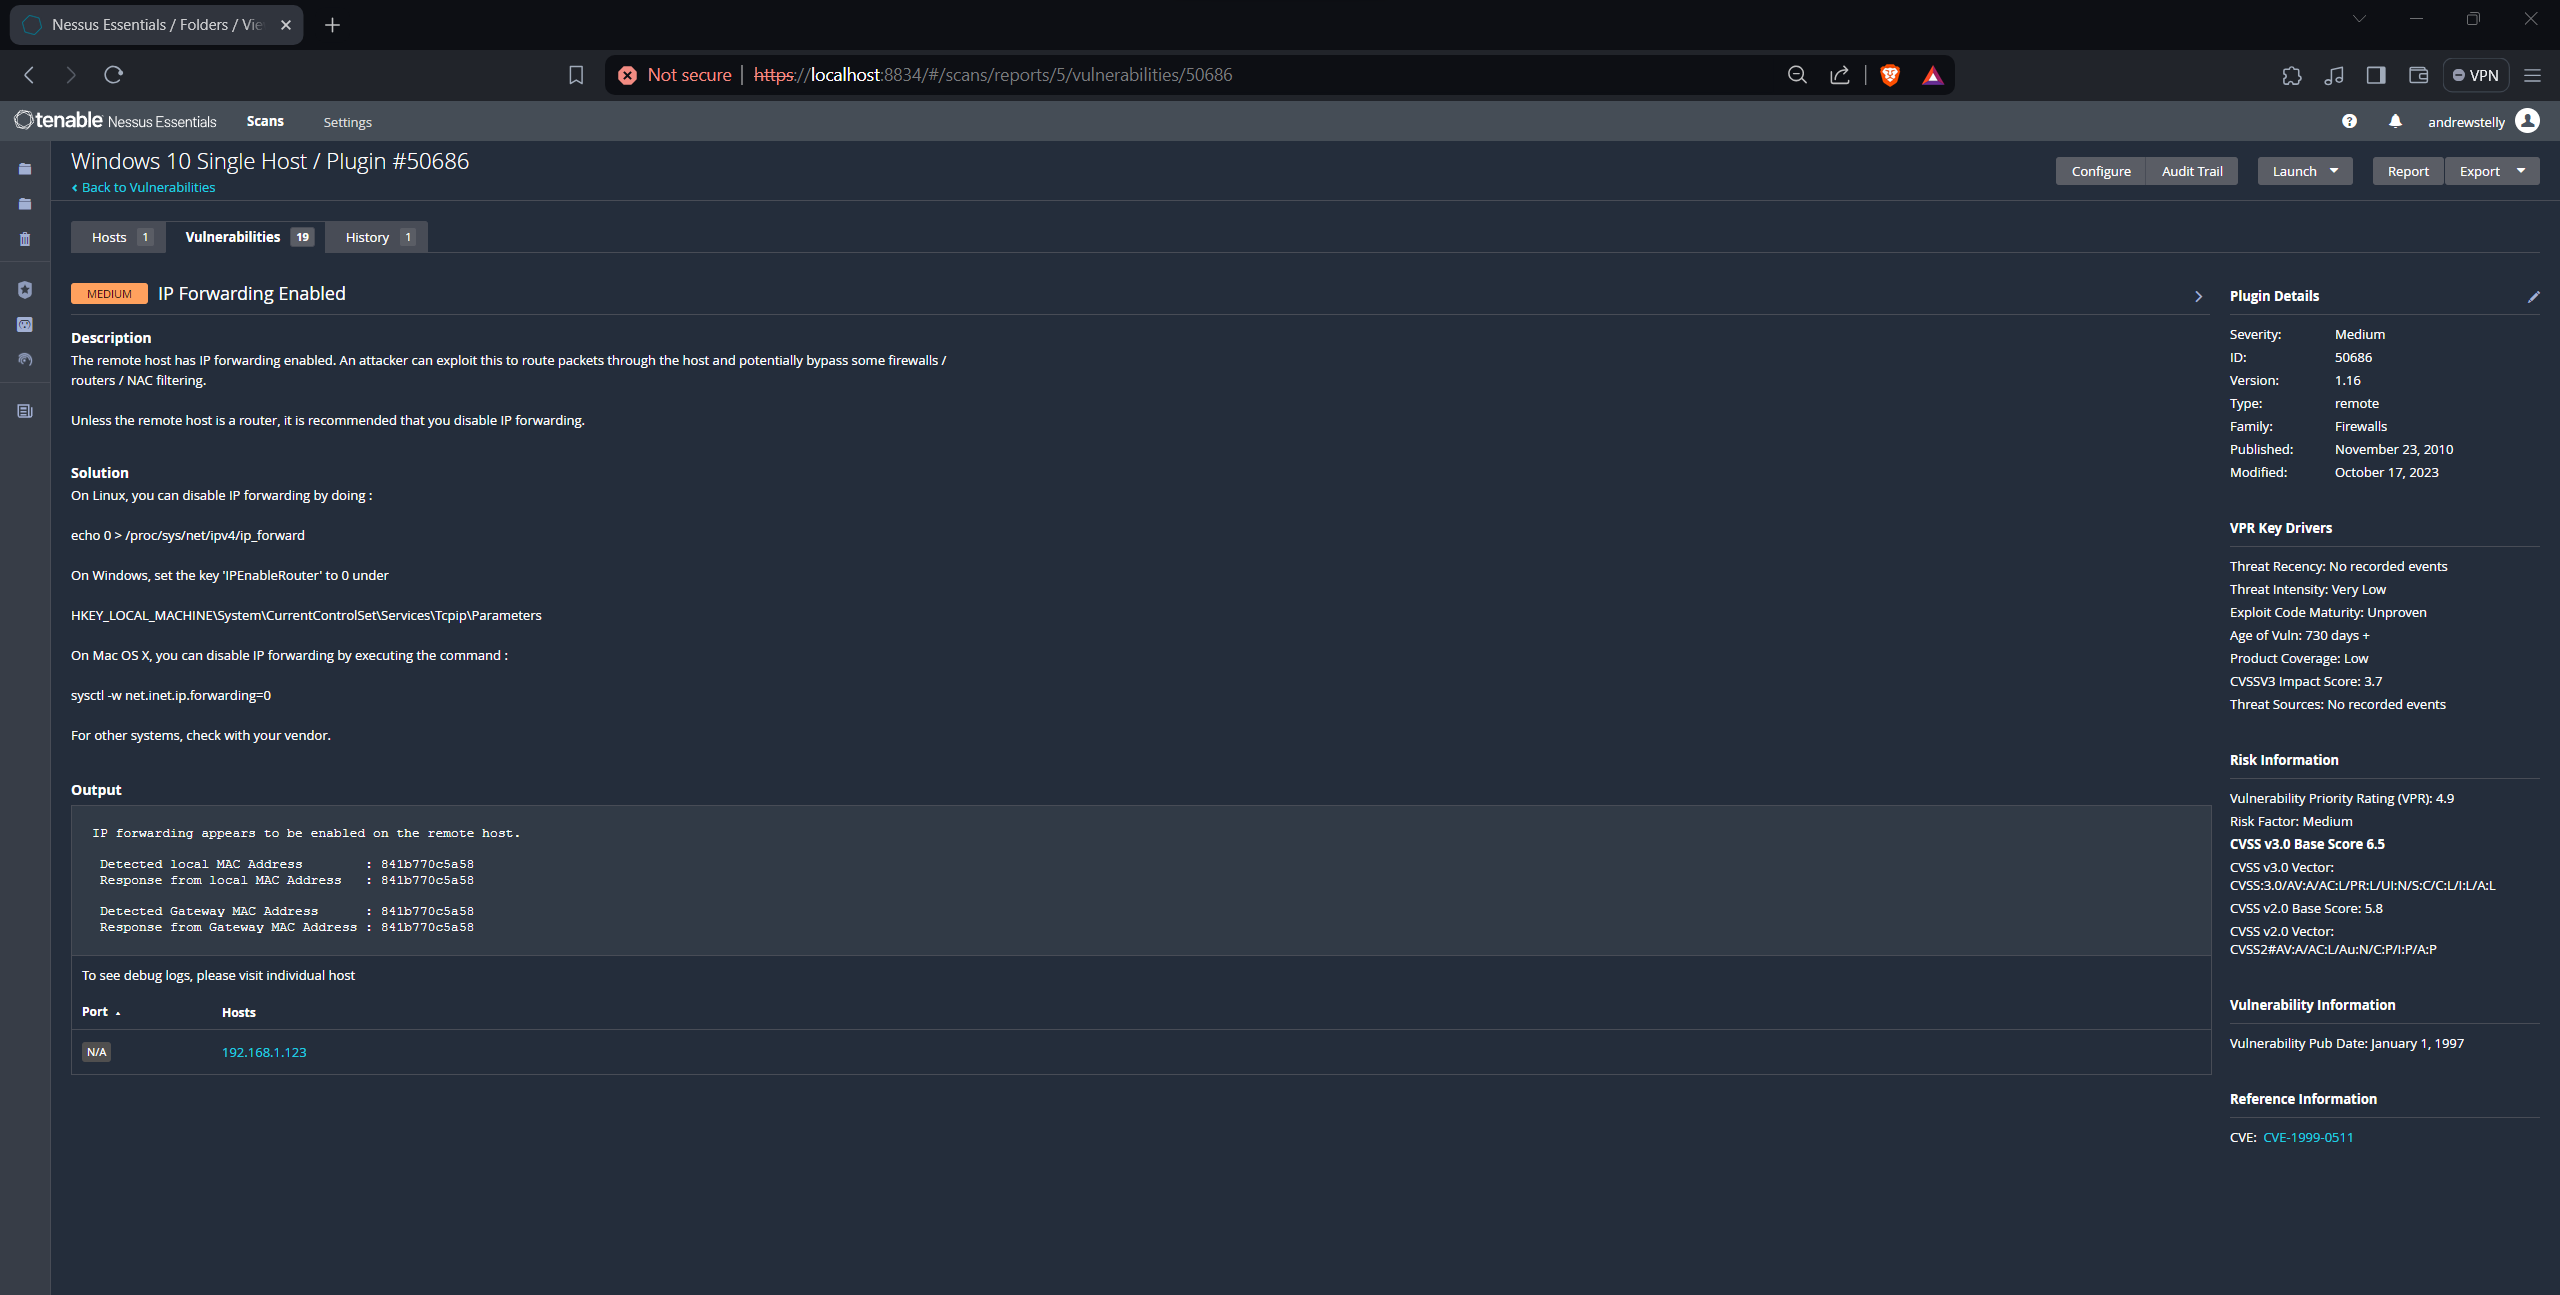 Nessus Essentials / Folders / Vie
Not secure | https://localhost:8834/#/scans/reports/5/vulnerabilities/50686
VPN
tenable Nessus Essentials Scans Settings
andrewstelly
Windows 10 Single Host / Plugin #50686
Back to Vulnerabilities
Configure Audit Trail Launch Report Export
Hosts 1 Vulnerabilities 19 History 1
MEDIUM IP Forwarding Enabled
Description
The remote host has IP forwarding enabled. An attacker can exploit this to route packets through the host and potentially bypass some firewalls /
routers / NAC filtering.
Unless the remote host is a router, it is recommended that you disable IP forwarding.
Solution
On Linux, you can disable IP forwarding by doing :
echo 0 > /proc/sys/net/ipv4/ip_forward
On Windows, set the key 'IPEnableRouter' to 0 under
HKEY_LOCAL_MACHINE\System\CurrentControlSet\Services\Tcpip\Parameters
On Mac OS X, you can disable IP forwarding by executing the command :
sysctl -w net.inet.ip.forwarding=0
For other systems, check with your vendor.
Output
IP forwarding appears to be enabled on the remote host.
Detected local MAC Address : 841b770c5a58
Response from local MAC Address : 841b770c5a58
Detected Gateway MAC Address : 841b770c5a58
Response from Gateway MAC Address : 841b770c5a58
To see debug logs, please visit individual host
Port Hosts
N/A 192.168.1.123
Plugin Details
Severity: Medium
ID: 50686
Version: 1.16
Type: remote
Family: Firewalls
Published: November 23, 2010
Modified: October 17, 2023
VPR Key Drivers
Threat Recency: No recorded events
Threat Intensity: Very Low
Exploit Code Maturity: Unproven
Age of Vuln: 730 days +
Product Coverage: Low
CVSSV3 Impact Score: 3.7
Threat Sources: No recorded events
Risk Information
Vulnerability Priority Rating (VPR): 4.9
Risk Factor: Medium
CVSS v3.0 Base Score 6.5
CVSS v3.0 Vector:
CVSS:3.0/AV:A/AC:L/PR:L/UI:N/S:C/C:L/I:L/A:L
CVSS v2.0 Base Score: 5.8
CVSS v2.0 Vector:
CVSS2#AV:A/AC:L/Au:N/C:P/I:P/A:P
Vulnerability Information
Vulnerability Pub Date: January 1, 1997
Reference Information
CVE: CVE-1999-0511